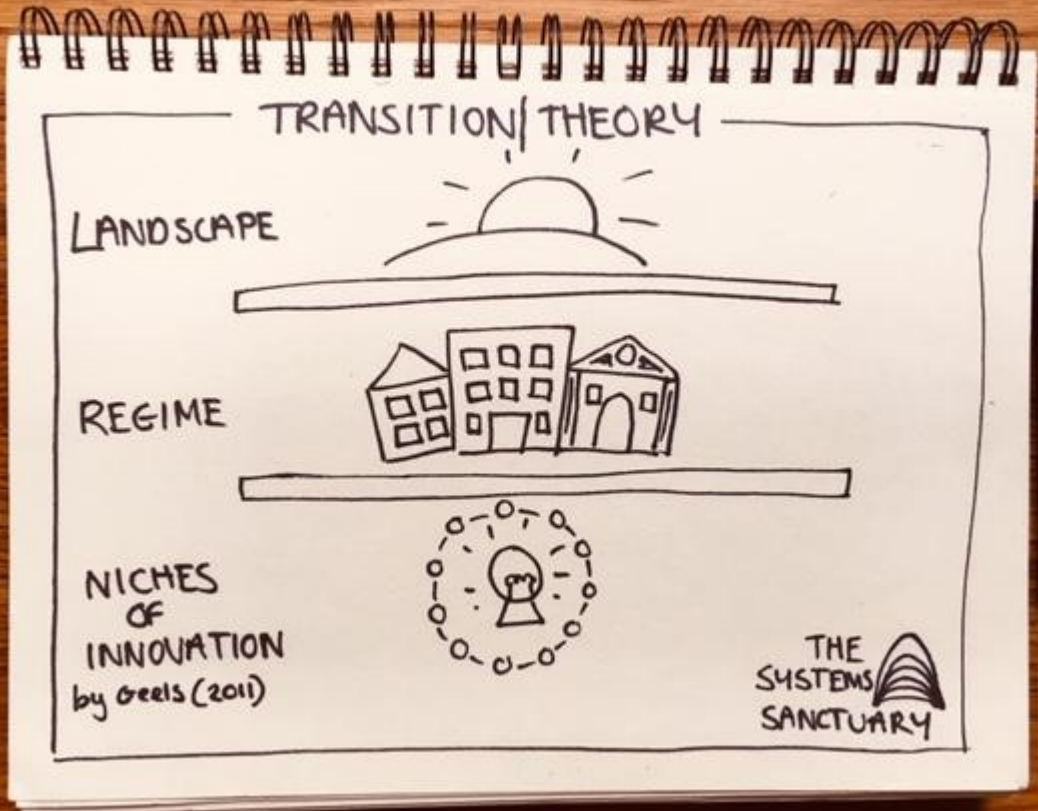 TRANSITION/THEORY
LANDSCAPE
REGIME
NICHES
OF
INNOVATION
by Geels (2011)
THE
SYSTEMS
SANCTUARY